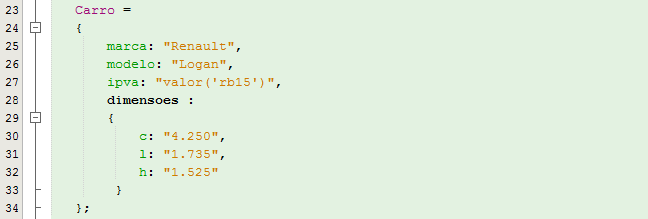 23 Carro =
24 {
25 marca: "Renault",
26 modelo: "Logan",
27 ipva: "valor('rb15')",
28 dimensoes :
29 {
30 c: "4.250",
31 l: "1.735",
32 h: "1.525"
33 }
34 };